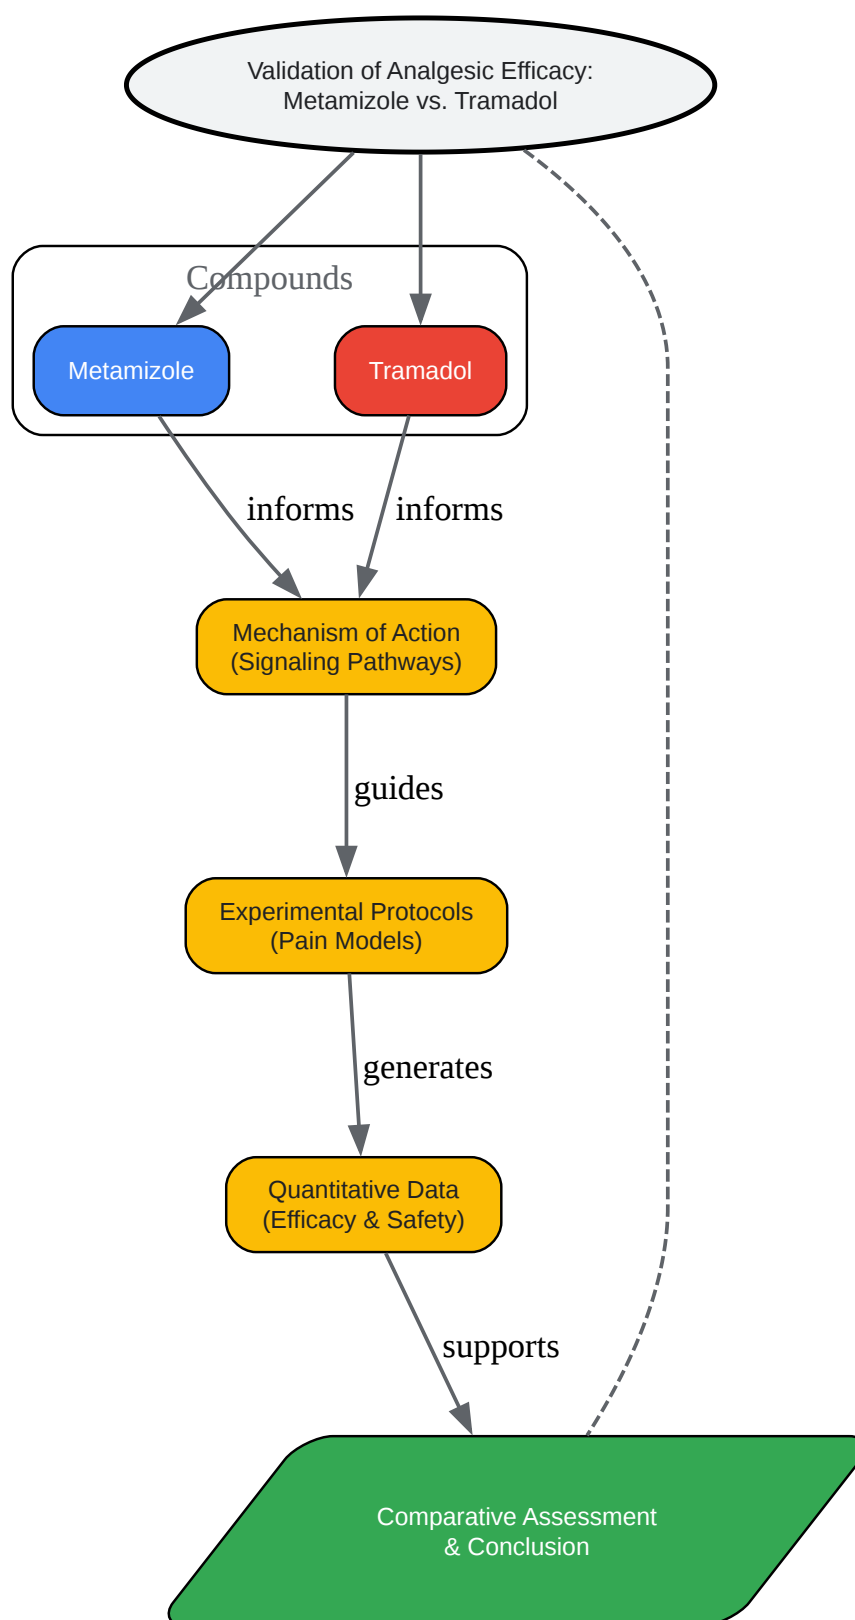 Validation of Analgesic Efficacy:
Metamizole vs. Tramadol
Compounds
Metamizole
Tramadol
informs
informs
Mechanism of Action
(Signaling Pathways)
guides
Experimental Protocols
(Pain Models)
generates
Quantitative Data
(Efficacy & Safety)
supports
Comparative Assessment
& Conclusion